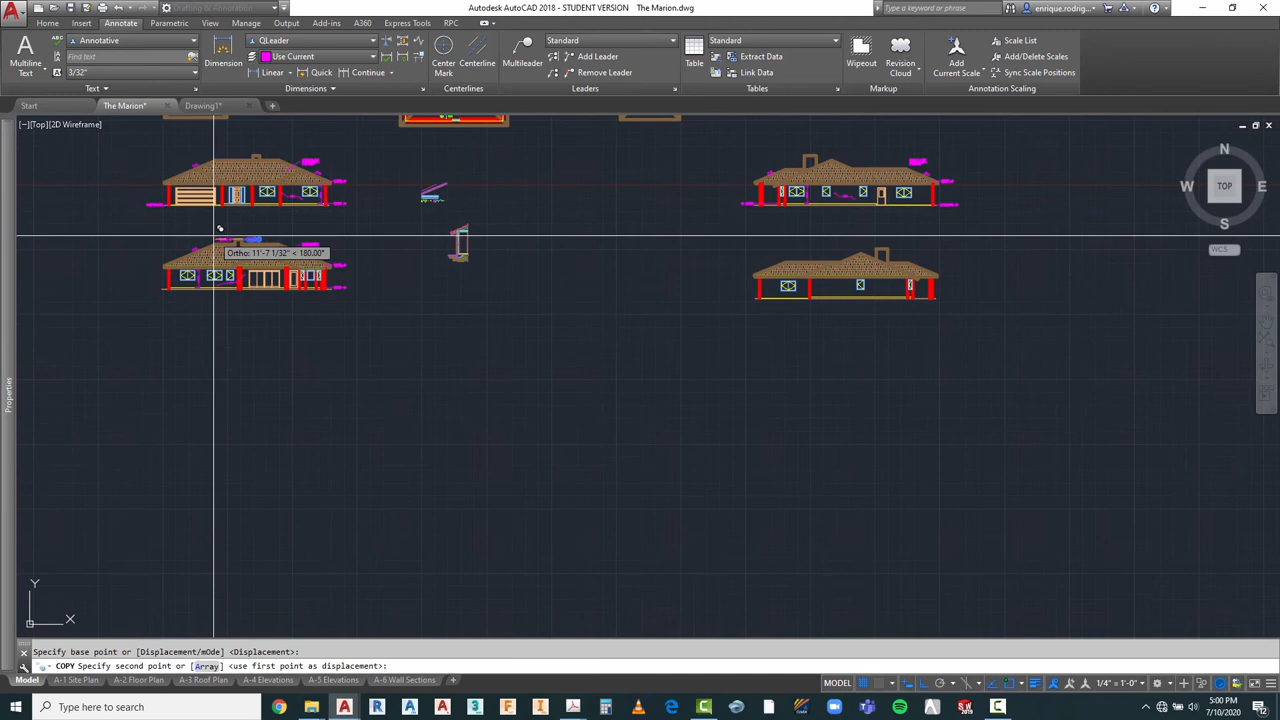 Drafting & Annotation
Autodesk AutoCAD 2018 - STUDENT VERSION The Marion.dwg
Type a keyword or phrase
enrique.rodrig...
Home Insert Annotate Parametric View Manage Output Add-ins A360 Express Tools RPC
Multiline Text
Annotative
Find text
3/32"
Text
Dimension
QLeader
Use Current
Linear Quick Continue
Dimensions
Center Mark
Centerline
Centerlines
Multileader
Standard
Add Leader
Remove Leader
Leaders
Table
Standard
Extract Data
Link Data
Tables
Wipeout
Revision Cloud
Markup
Add Current Scale
Scale List
Add/Delete Scales
Sync Scale Positions
Annotation Scaling
Start The Marion* Drawing1*
[−][Top][2D Wireframe]
N
W TOP E
S
WCS
Ortho: 11'-7 1/32" < 180.00°
Properties
Y
X
Specify base point or [Displacement/mOde] <Displacement>:
COPY Specify second point or [Array] <use first point as displacement>:
Model A-1 Site Plan A-2 Floor Plan A-3 Roof Plan A-4 Elevations A-5 Elevations A-6 Wall Sections
MODEL 1/4" = 1'-0"
Type here to search
5:00 PM
7/10/2020